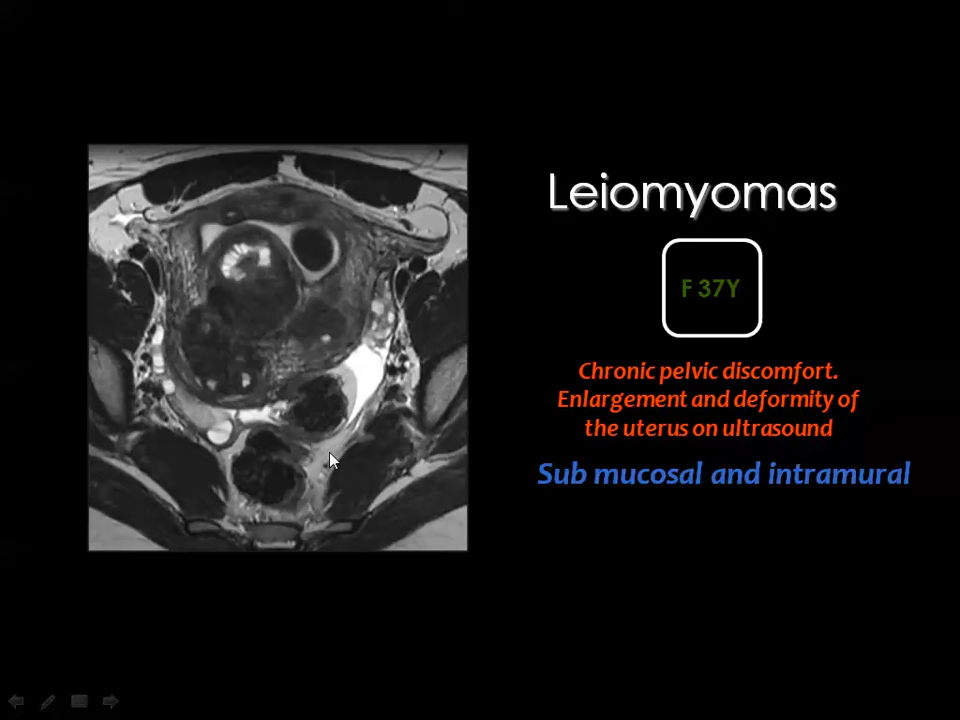 Leiomyomas
F 37Y
Chronic pelvic discomfort.
Enlargement and deformity of
the uterus on ultrasound
Sub mucosal and intramural